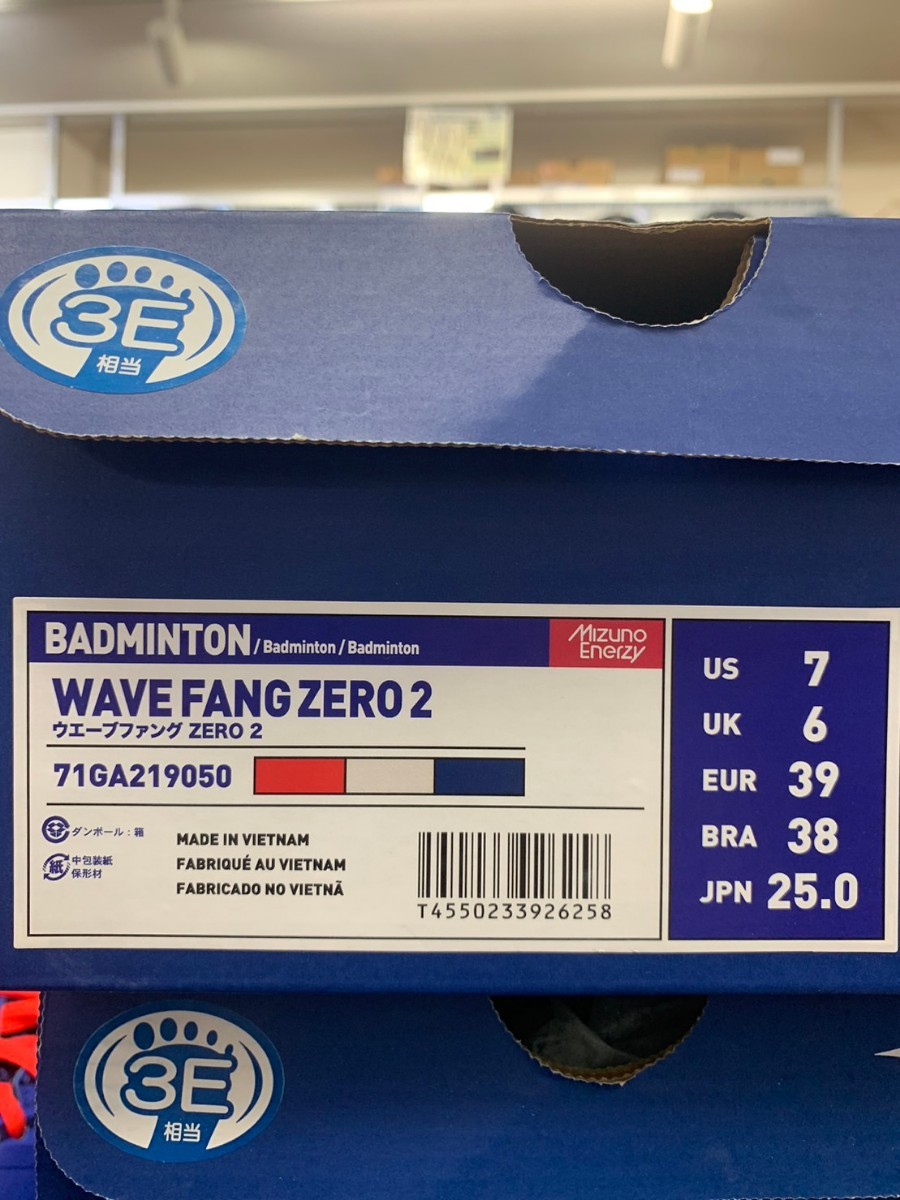 3E
相当
BADMINTON / Badminton / Badminton
Mizuno
Enerzy
WAVE FANG ZERO 2
ウエーブファング ZERO 2
71GA219050
ダンボール：箱
紙
中包装紙
保形材
MADE IN VIETNAM
FABRIQUÉ AU VIETNAM
FABRICADO NO VIETNÃ
T4550233926258
US 7
UK 6
EUR 39
BRA 38
JPN 25.0
3E
相当